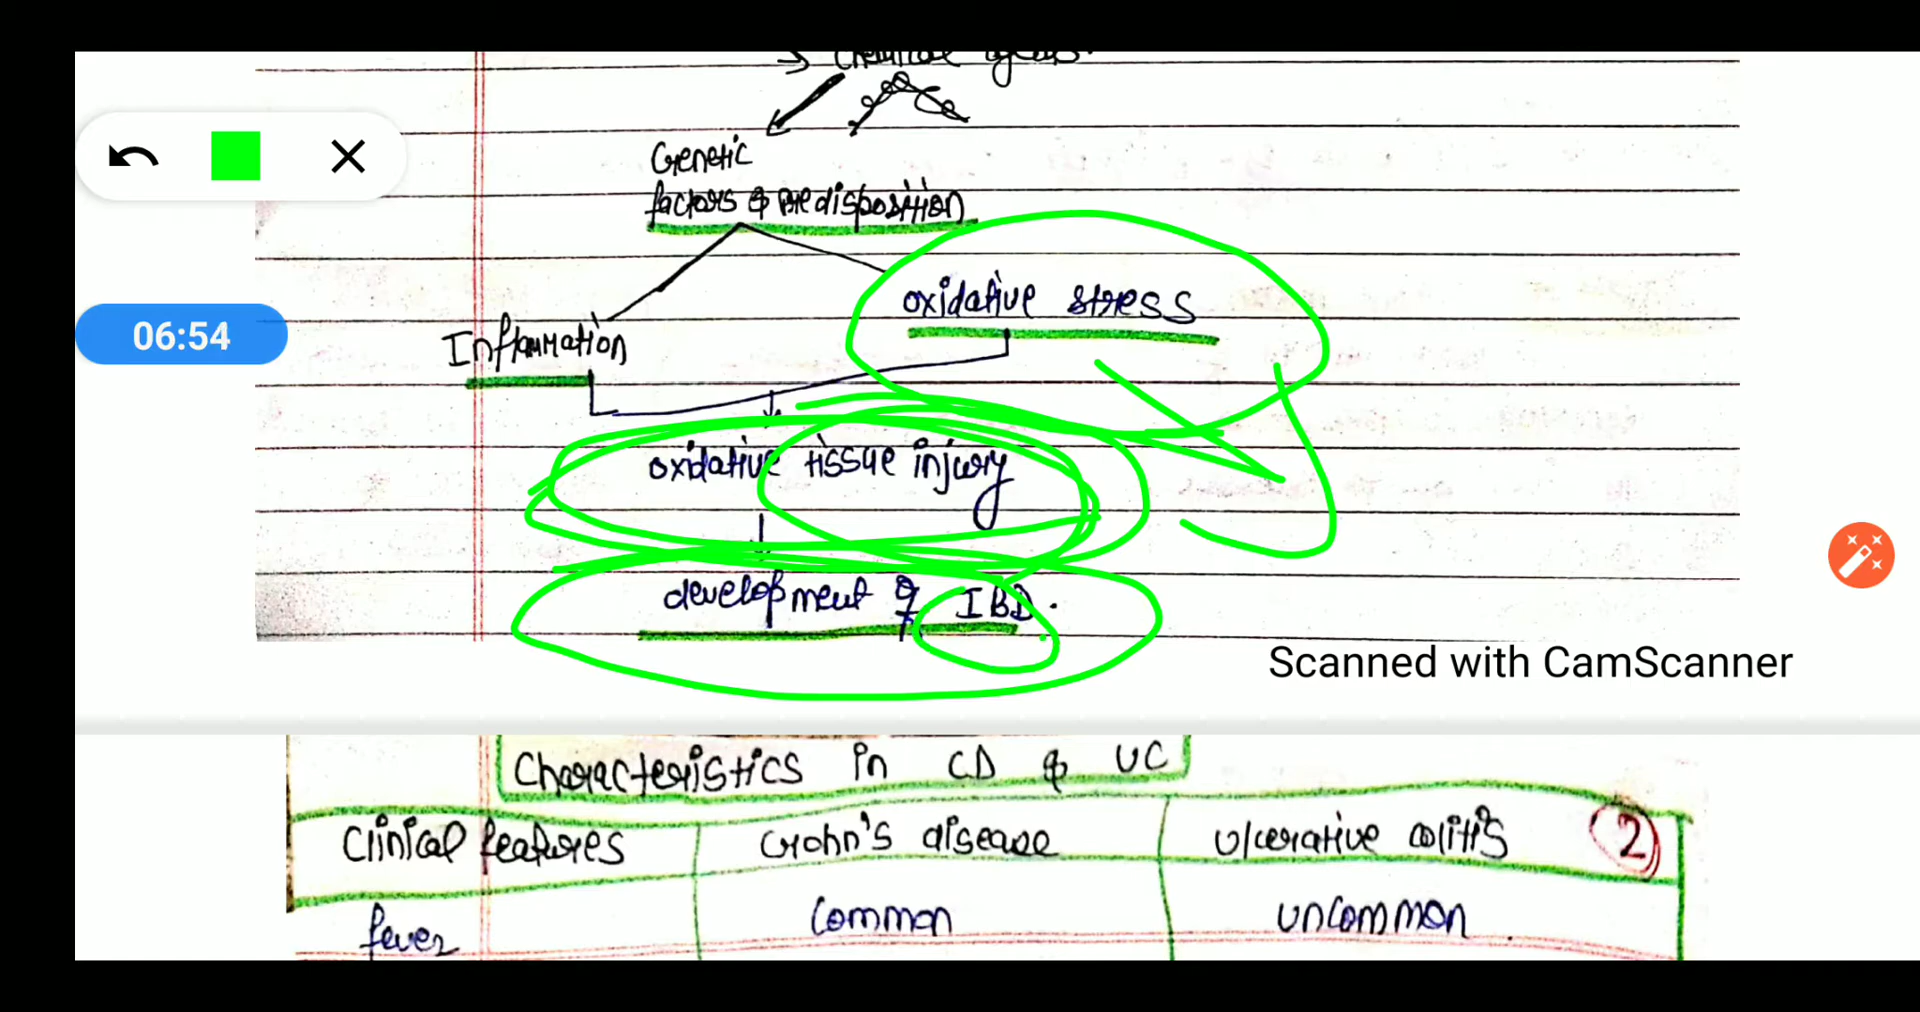 → chemical
Genetic
factors & predisposition
oxidative stress
06:54
Inflammation
oxidative tissue injury
development of IBD.
Scanned with CamScanner
Characteristics in CD & UC
Clinical features Crohn's disease Ulcerative colitis 2
fever common uncommon